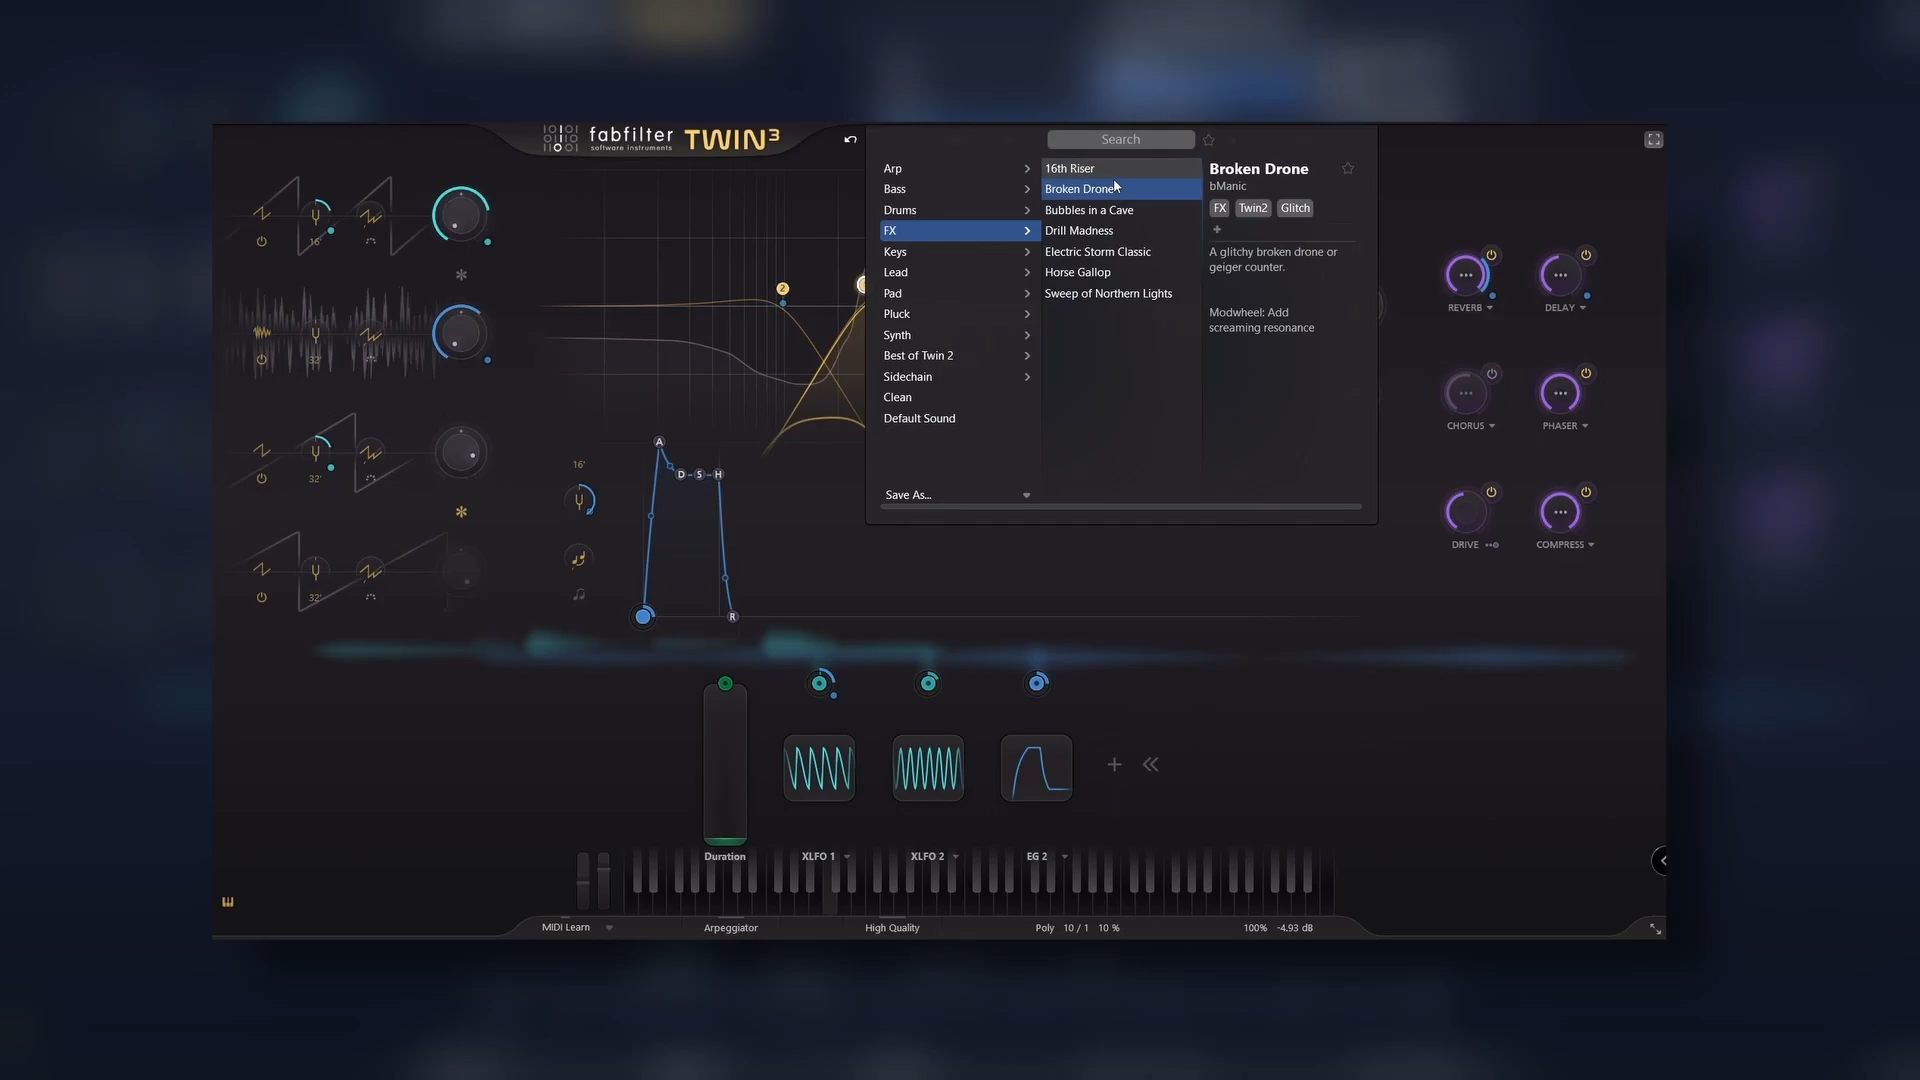 fabfilter
software instruments
TWIN3
Search
Arp
Bass
Drums
FX
Keys
Lead
Pad
Pluck
Synth
Best of Twin 2
Sidechain
Clean
Default Sound
Save As...
16th Riser
Broken Drone
Bubbles in a Cave
Drill Madness
Electric Storm Classic
Horse Gallop
Sweep of Northern Lights
Broken Drone
bManic
FX Twin2 Glitch
+
A glitchy broken drone or
geiger counter.
Modwheel: Add
screaming resonance
16'
32'
32'
32'
2
16'
A
D S H
R
REVERB
DELAY
CHORUS
PHASER
DRIVE
COMPRESS
Duration
XLFO 1
XLFO 2
EG 2
MIDI Learn
Arpeggiator
High Quality
Poly 10 / 1 10 %
100% -4.93 dB